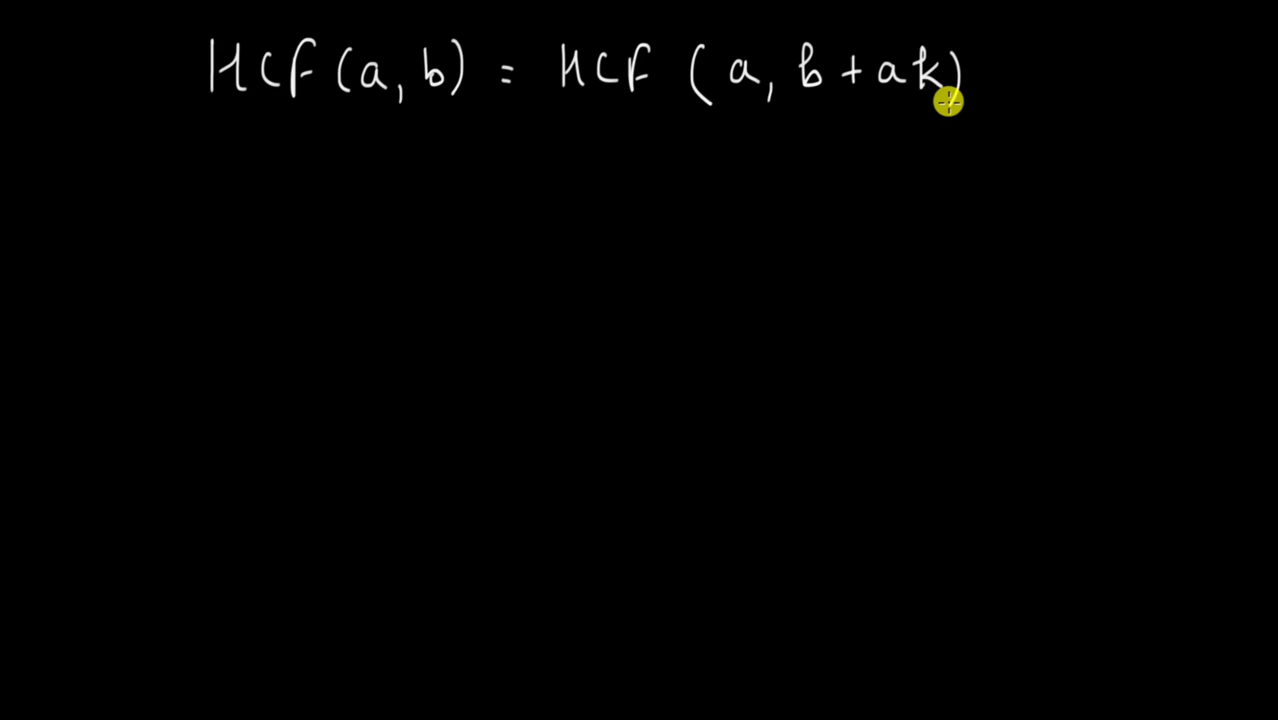 HCF (a, b) = HCF (a, b + ak)